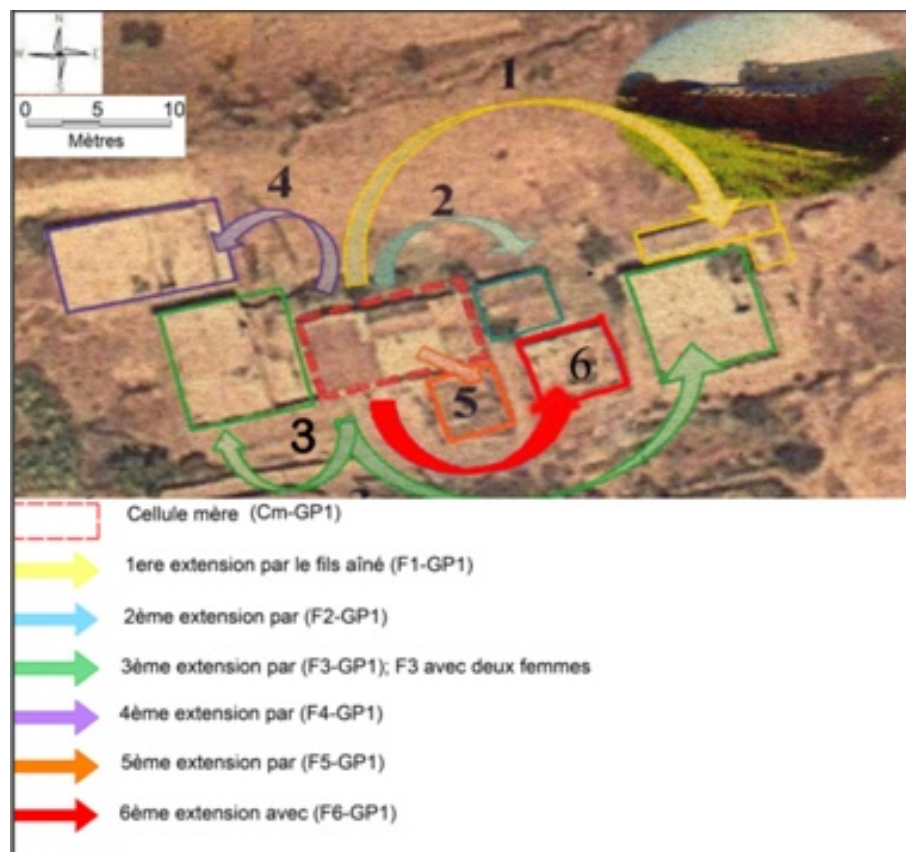 N
W E
S
0 5 10
Mètres
1
2
3
4
5
6
Cellule mère (Cm-GP1)
1ere extension par le fils aîné (F1-GP1)
2ème extension par (F2-GP1)
3ème extension par (F3-GP1); F3 avec deux femmes
4ème extension par (F4-GP1)
5ème extension par (F5-GP1)
6ème extension avec (F6-GP1)